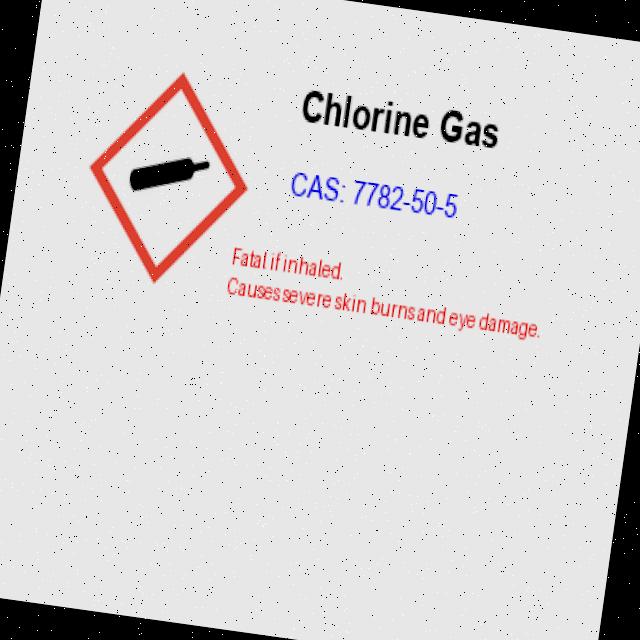 Chlorine Gas
CAS: 7782-50-5
Fatal if inhaled.
Causes severe skin burns and eye damage.